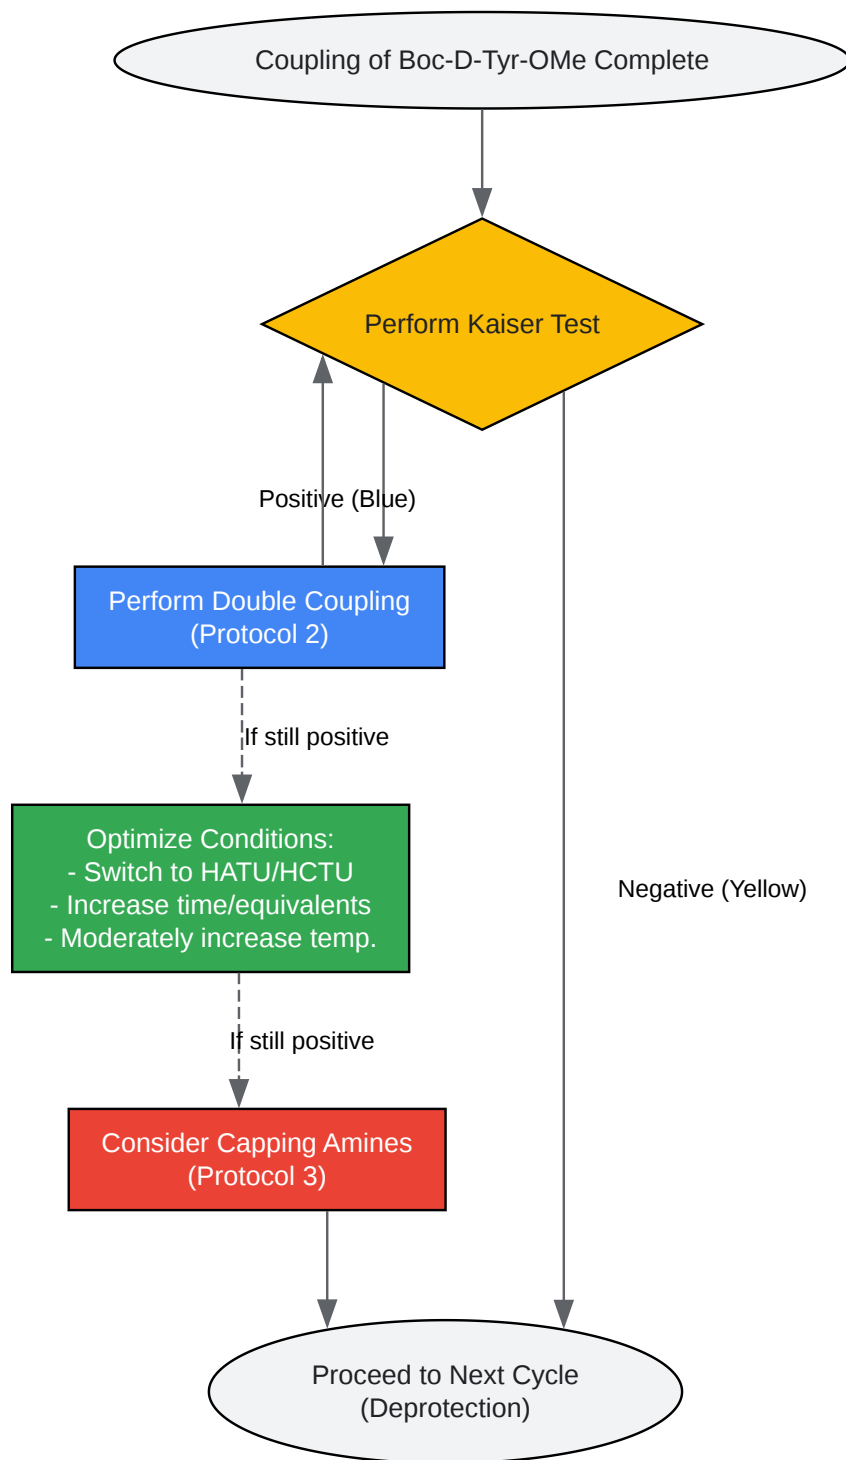 Coupling of Boc-D-Tyr-OMe Complete
Perform Kaiser Test
Positive (Blue)
Perform Double Coupling
(Protocol 2)
If still positive
Optimize Conditions:
- Switch to HATU/HCTU
- Increase time/equivalents
- Moderately increase temp.
Negative (Yellow)
If still positive
Consider Capping Amines
(Protocol 3)
Proceed to Next Cycle
(Deprotection)